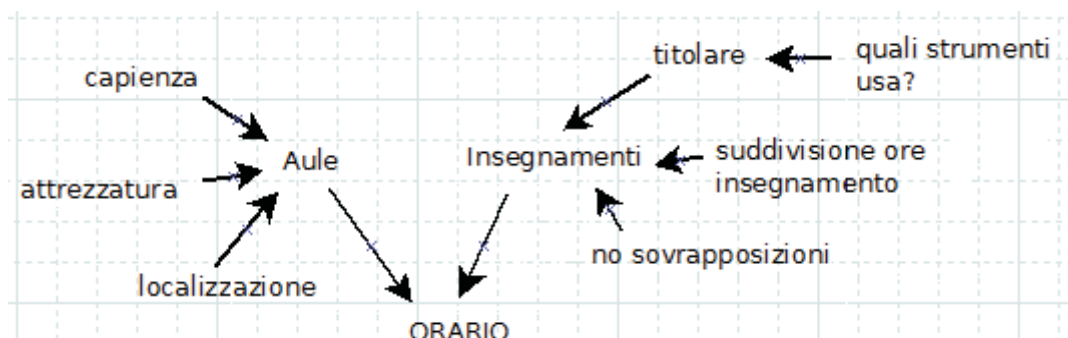 titolare
quali strumenti
usa?
capienza
Aule
Insegnamenti
suddivisione ore
insegnamento
attrezzatura
no sovrapposizioni
localizzazione
ORARIO